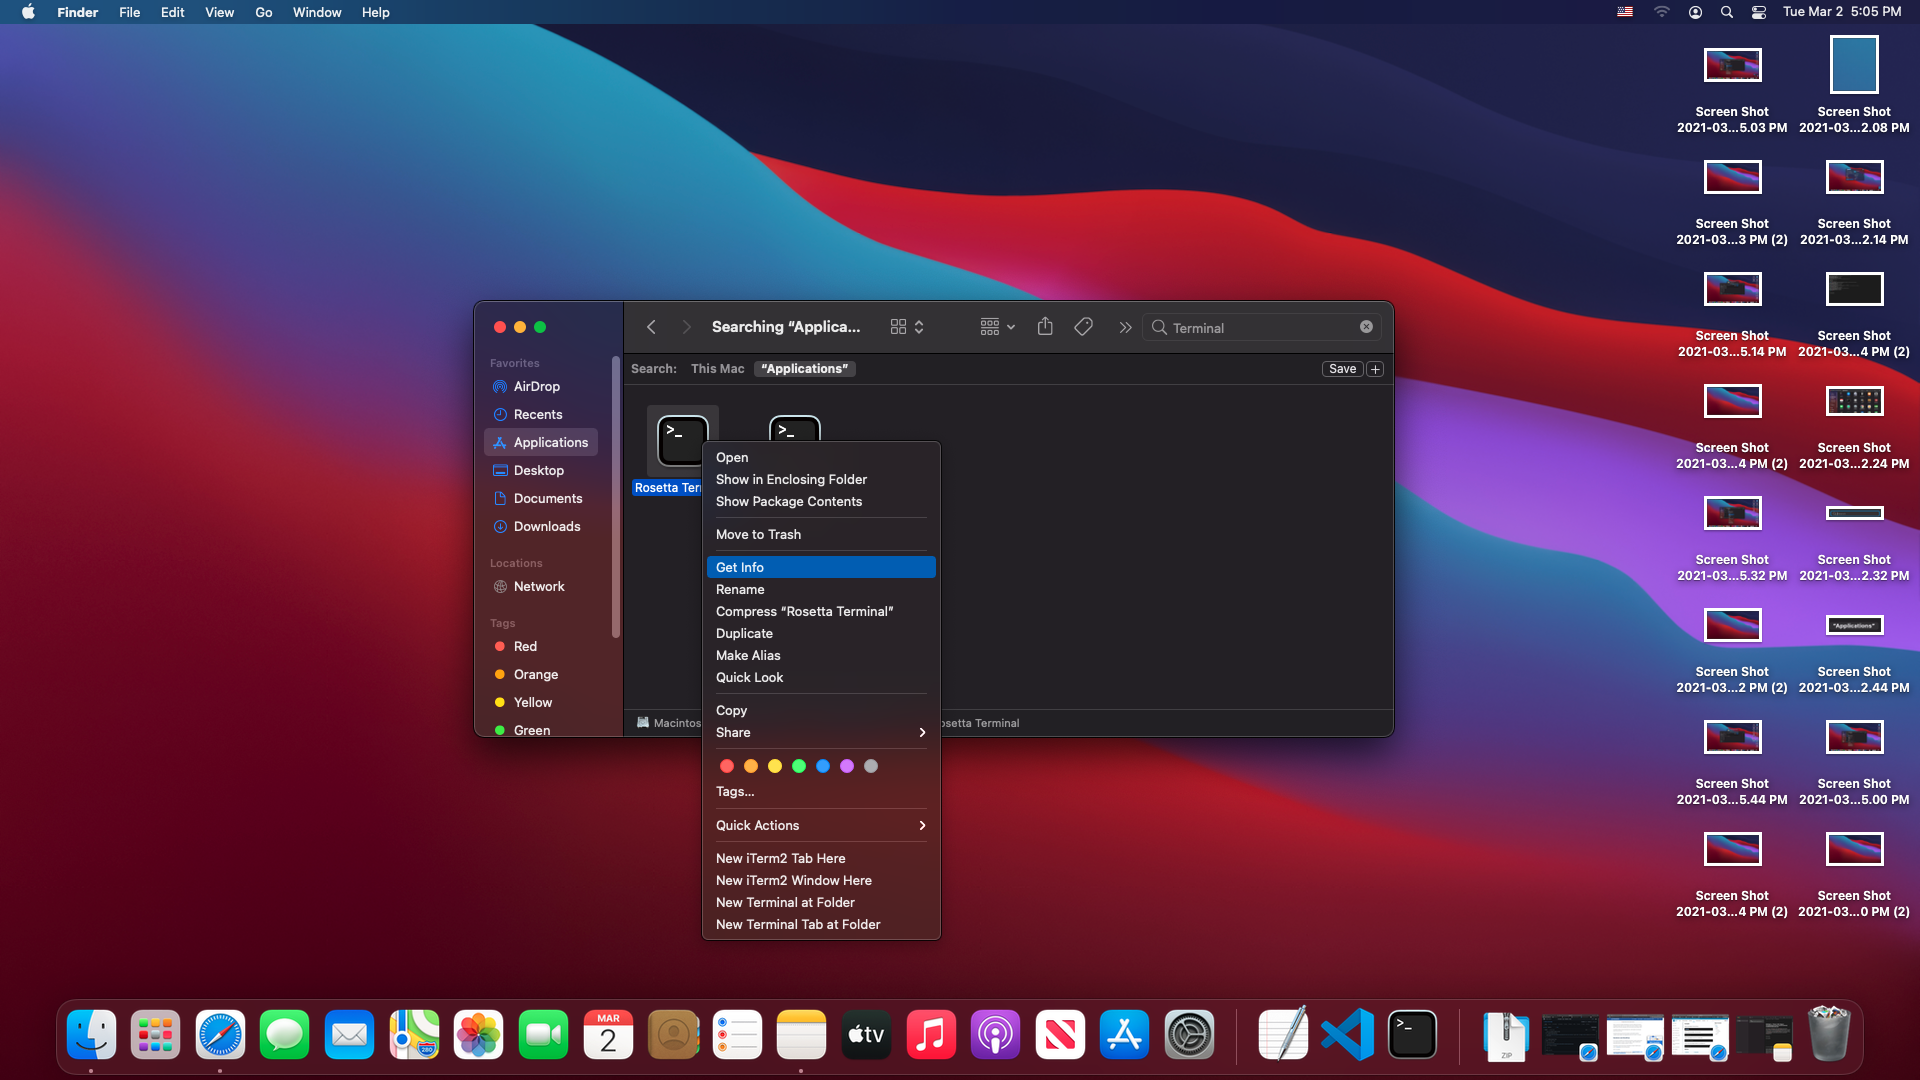 Finder File Edit View Go Window Help
Tue Mar 2 5:05 PM
Screen Shot
2021-03...5.03 PM
Screen Shot
2021-03...2.08 PM
Screen Shot
2021-03...3 PM (2)
Screen Shot
2021-03...2.14 PM
Screen Shot
2021-03...5.14 PM
Screen Shot
2021-03...4 PM (2)
Screen Shot
2021-03...4 PM (2)
Screen Shot
2021-03...2.24 PM
Screen Shot
2021-03...5.32 PM
Screen Shot
2021-03...2.32 PM
"Applications"
Screen Shot
2021-03...2 PM (2)
Screen Shot
2021-03...2.44 PM
Screen Shot
2021-03...5.44 PM
Screen Shot
2021-03...5.00 PM
Screen Shot
2021-03...4 PM (2)
Screen Shot
2021-03...0 PM (2)
Favorites
AirDrop
Recents
Applications
Desktop
Documents
Downloads
Locations
Network
Tags
Red
Orange
Yellow
Green
Searching “Applica...
Terminal
Search: This Mac “Applications”
Save
>_
>_
Rosetta Ter
Macintos
osetta Terminal
Open
Show in Enclosing Folder
Show Package Contents
Move to Trash
Get Info
Rename
Compress “Rosetta Terminal”
Duplicate
Make Alias
Quick Look
Copy
Share
Tags...
Quick Actions
New iTerm2 Tab Here
New iTerm2 Window Here
New Terminal at Folder
New Terminal Tab at Folder
280
MAR
2
tv
>_
ZIP